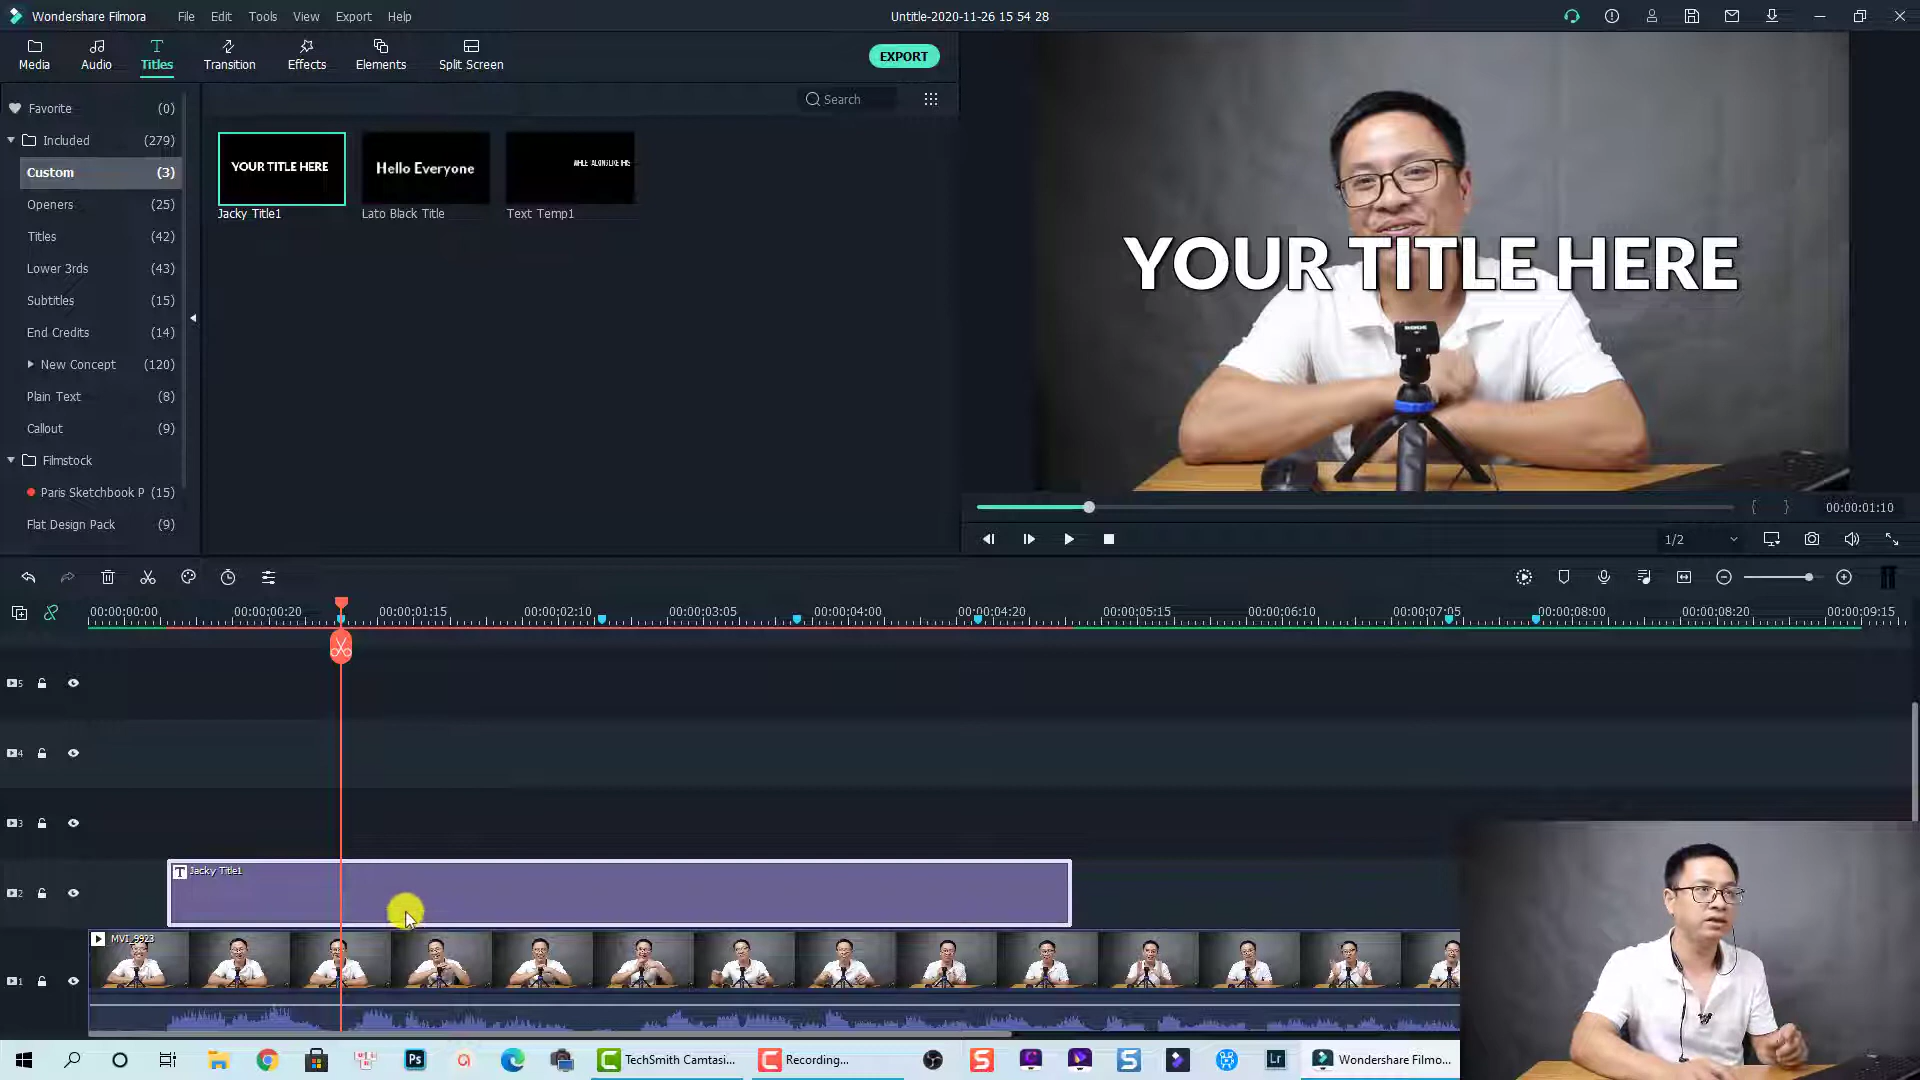 Wondershare Filmora
File
Edit
Tools
View
Export
Help
Untitle-2020-11-26 15 54 28
Media
Audio
Titles
Transition
Effects
Elements
Split Screen
EXPORT
Favorite (0)
Included (279)
Custom (3)
Openers (25)
Titles (42)
Lower 3rds (43)
Subtitles (15)
End Credits (14)
New Concept (120)
Plain Text (8)
Callout (9)
Filmstock
Paris Sketchbook P (15)
Flat Design Pack (9)
Search
YOUR TITLE HERE
Jacky Title1
Hello Everyone
Lato Black Title
Text Temp1
YOUR TITLE HERE
00:00:01:10
1/2
00:00:00:00
00:00:00:20
00:00:01:15
00:00:02:10
00:00:03:05
00:00:04:00
00:00:04:20
00:00:05:15
00:00:06:10
00:00:07:05
00:00:08:00
00:00:08:20
00:00:09:15
5
4
3
2
1
T Jacky Title1
MVI_9923
Ps
TechSmith Camtasi...
Recording...
Lr
Wondershare Filmo...